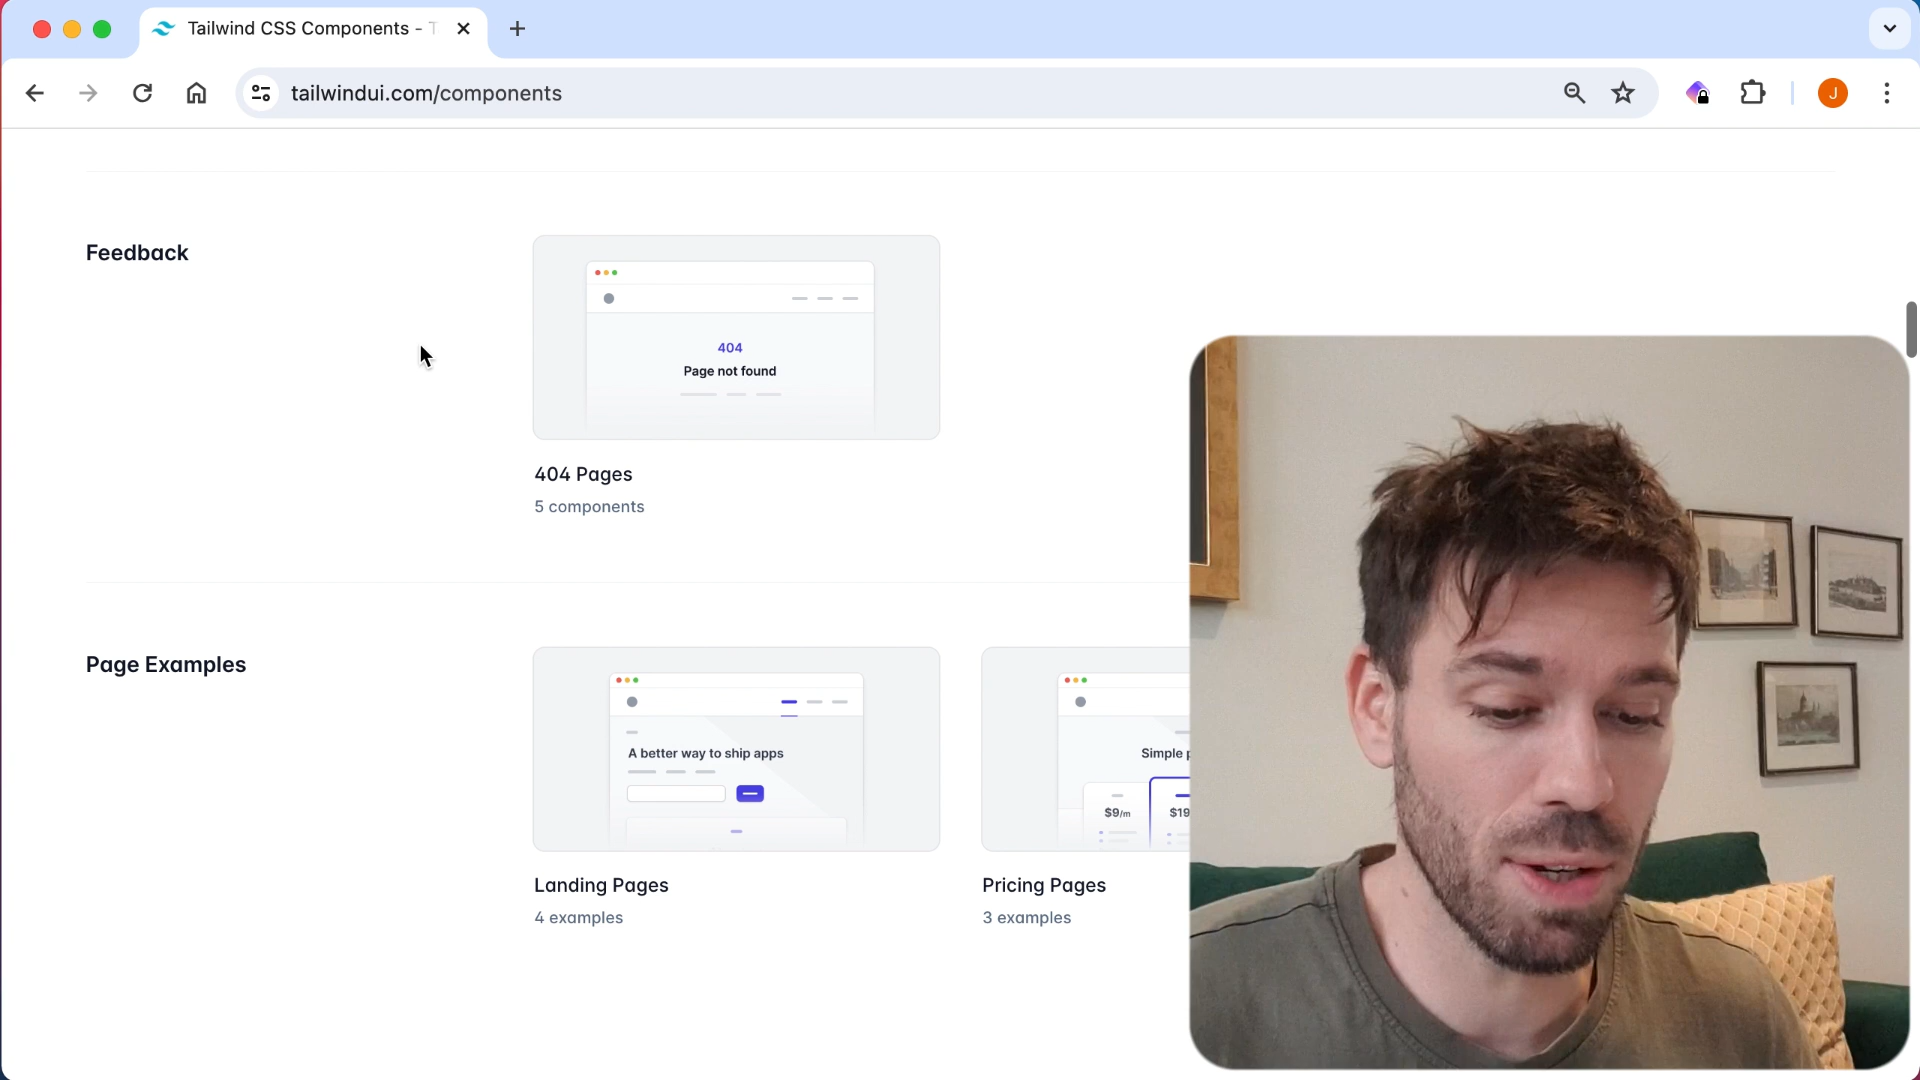 Tailwind CSS Components - T
tailwindui.com/components
J
Feedback
404
Page not found
404 Pages
5 components
Page Examples
A better way to ship apps
Landing Pages
4 examples
Simple p
$9/m
$19
Pricing Pages
3 examples